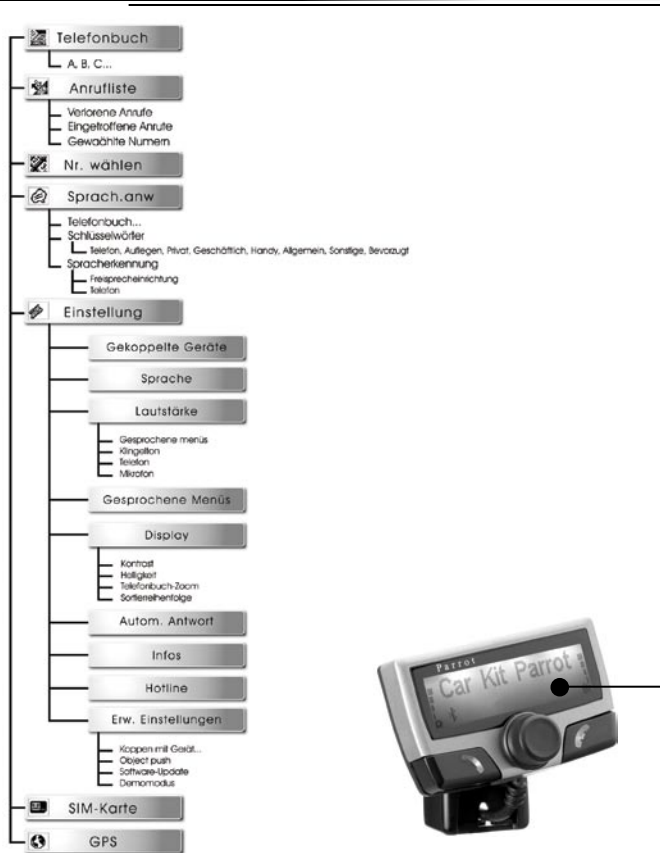 Telefonbuch
A, B, C...
Anrufliste
Verlorene Anrufe
Eingetroffene Anrufe
Gewaählte Numern
Nr. wählen
Sprach.anw
Telefonbuch...
Schlüsselwörter
Telefon, Auflegen, Privat, Geschäftlich, Handy, Allgemein, Sonstige, Bevorzugt
Spracherkennung
Freisprecheinrichtung
Telefon
Einstellung
Gekoppelte Geräte
Sprache
Lautstärke
Gesprochene menüs
Klingelton
Telefon
Mikrofon
Gesprochene Menüs
Display
Kontrast
Helligkeit
Telefonbuch-Zoom
Sortierreihenfolge
Autom. Antwort
Infos
Hotline
Erw. Einstellungen
Koppen mit Gerät...
Object push
Software-Update
Demomodus
SIM-Karte
GPS
Parrot
Car Kit Parrot